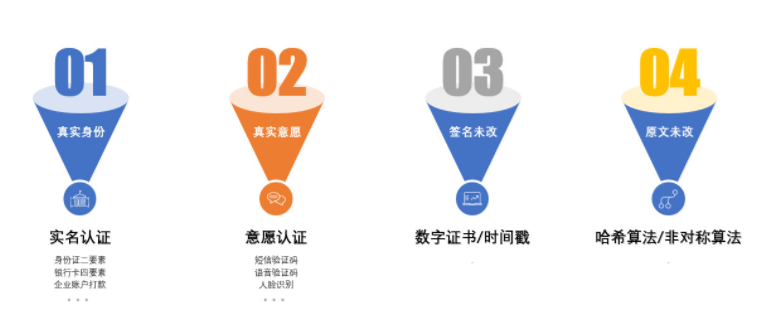 01
真实身份
实名认证
身份证二要素
银行卡四要素
企业账户打款
02
真实意愿
意愿认证
短信验证码
语音验证码
人脸识别
03
签名未改
数字证书/时间戳
04
原文未改
哈希算法/非对称算法